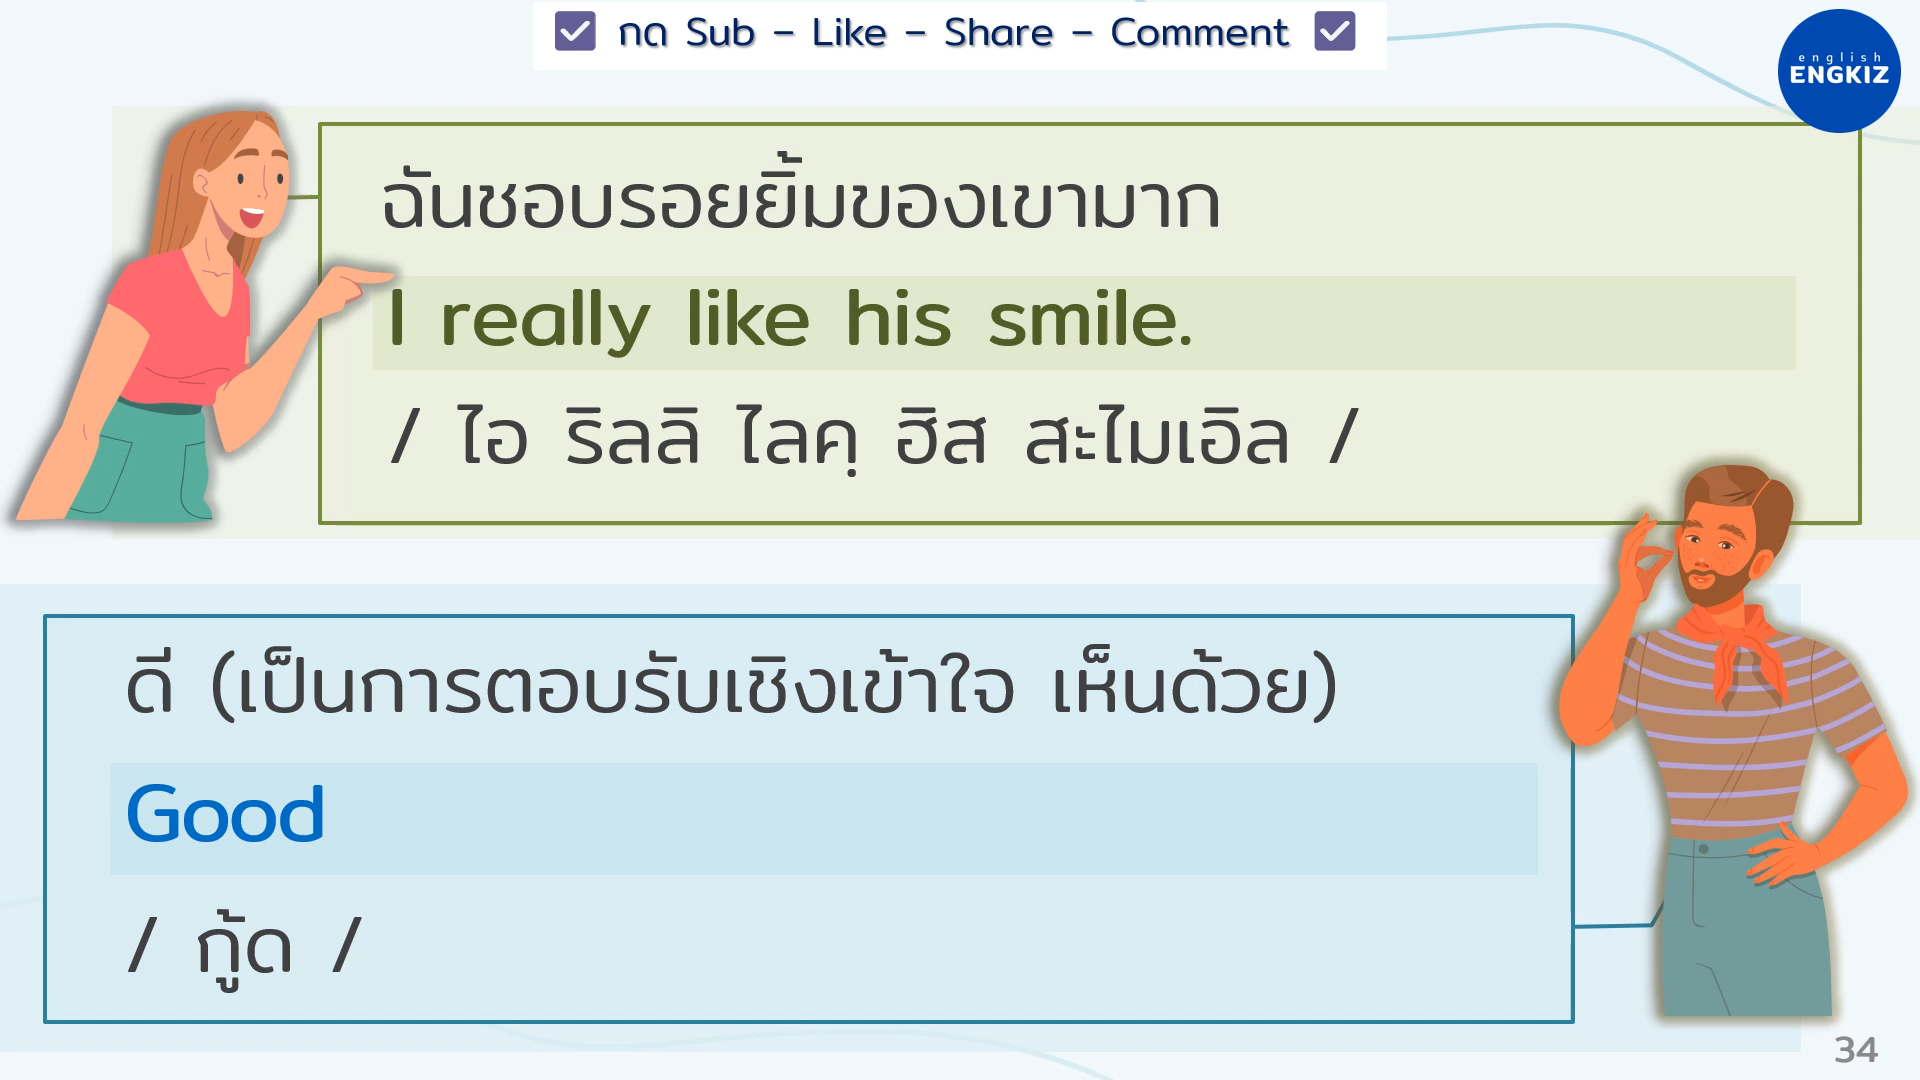 กด Sub – Like – Share – Comment
english
ENGKIZ
ฉันชอบรอยยิ้มของเขามาก
I really like his smile.
/ ไอ ริลลิ ไลคฺ ฮิส สะไมเอิล /
ดี (เป็นการตอบรับเชิงเข้าใจ เห็นด้วย)
Good
/ กู้ด /
34